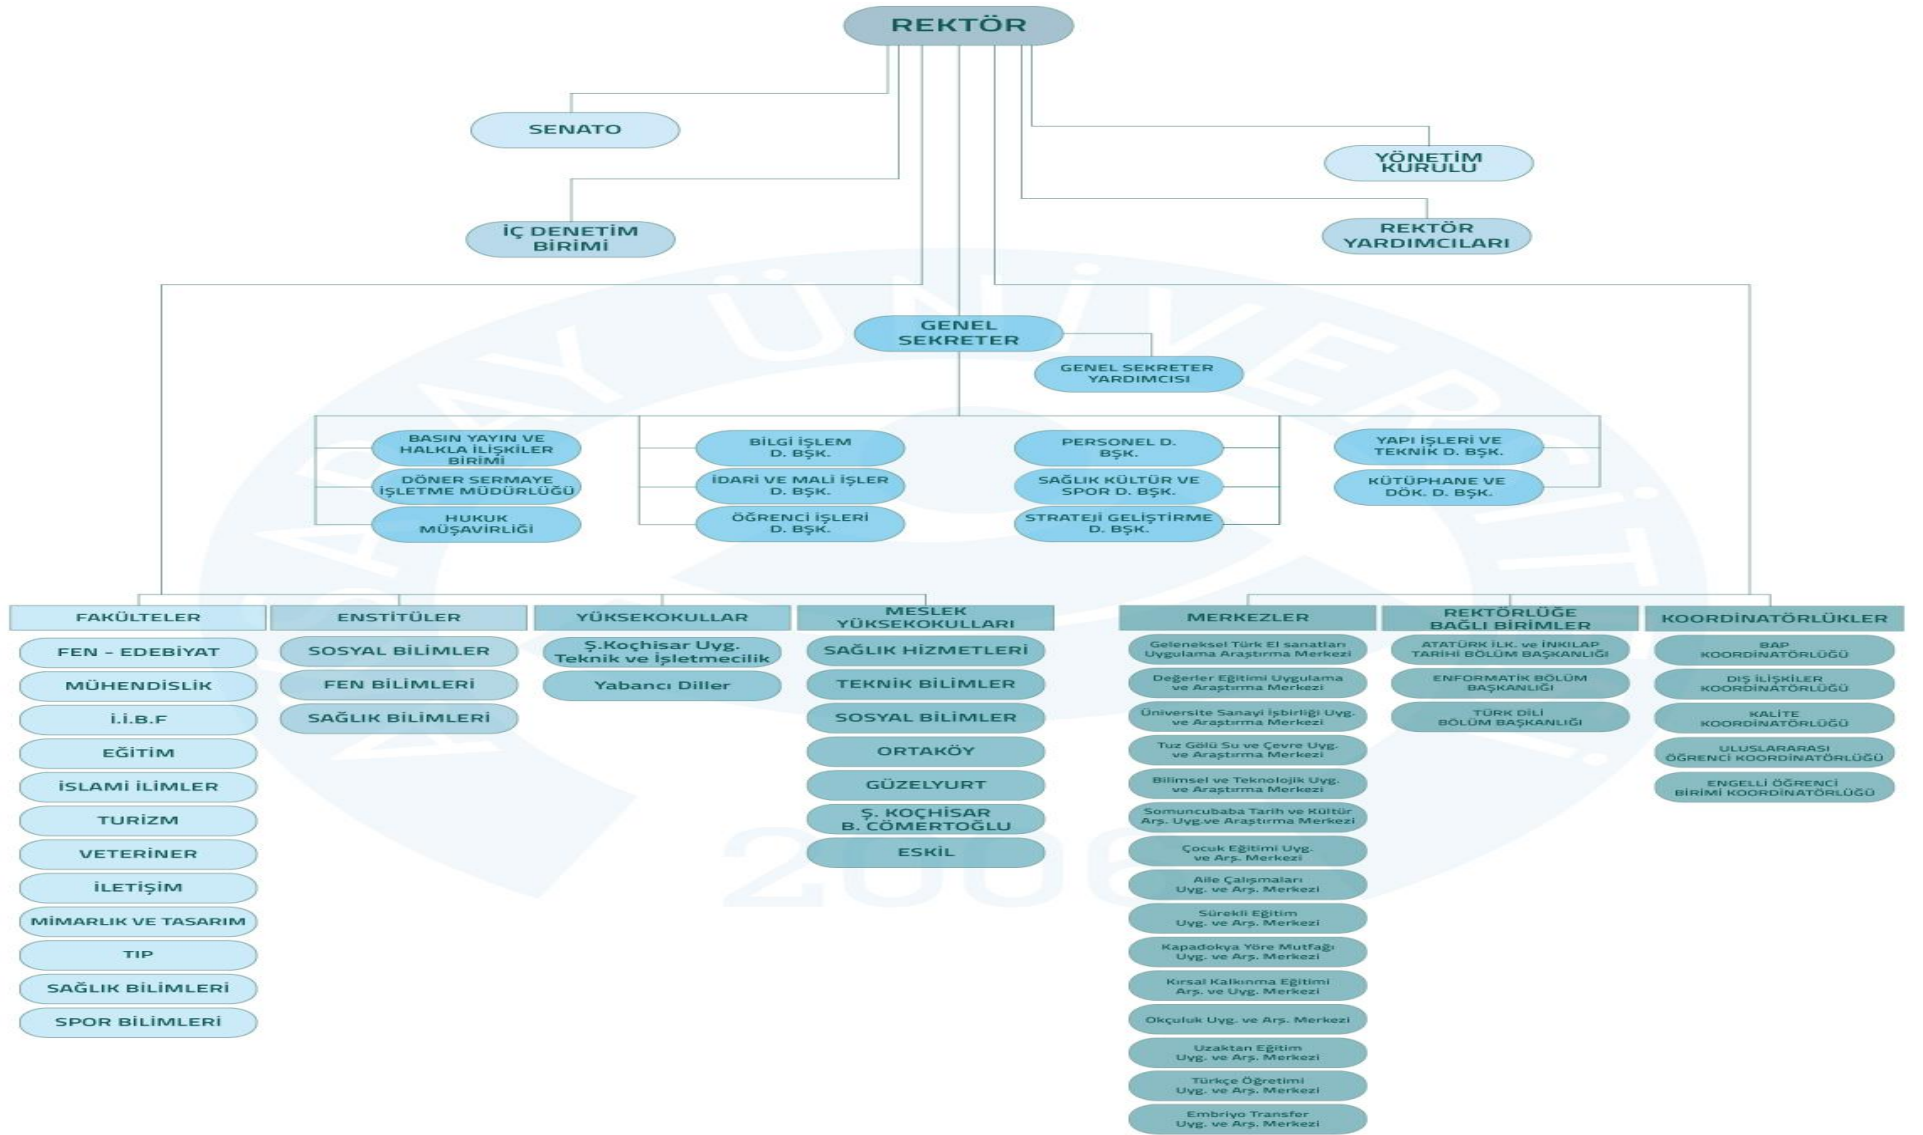 REKTÖR
SENATO
YÖNETİM
KURULU
İÇ DENETİM
BİRİMİ
REKTÖR
YARDIMCILARI
GENEL
SEKRETER
GENEL SEKRETER
YARDIMCISI
BASIN YAYIN VE
HALKLA İLİŞKİLER
BİRİMİ
DÖNER SERMAYE
İŞLETME MÜDÜRLÜĞÜ
HUKUK
MÜŞAVİRLİĞİ
BİLGİ İŞLEM
D. BŞK.
İDARİ VE MALİ İŞLER
D. BŞK.
ÖĞRENCİ İŞLERİ
D. BŞK.
PERSONEL D.
BŞK.
SAĞLIK KÜLTÜR VE
SPOR D. BŞK.
STRATEJİ GELİŞTİRME
D. BŞK.
YAPI İŞLERİ VE
TEKNİK D. BŞK.
KÜTÜPHANE VE
DÖK. D. BŞK.
FAKÜLTELER
FEN - EDEBİYAT
MÜHENDİSLİK
İ.İ.B.F
EĞİTİM
İSLAMİ İLİMLER
TURİZM
VETERİNER
İLETİŞİM
MİMARLIK VE TASARIM
TIP
SAĞLIK BİLİMLERİ
SPOR BİLİMLERİ
ENSTİTÜLER
SOSYAL BİLİMLER
FEN BİLİMLERİ
SAĞLIK BİLİMLERİ
YÜKSEKOKULLAR
Ş.Koçhisar Uyg.
Teknik ve İşletmecilik
Yabancı Diller
MESLEK
YÜKSEKOKULLARI
SAĞLIK HİZMETLERİ
TEKNİK BİLİMLER
SOSYAL BİLİMLER
ORTAKÖY
GÜZELYURT
Ş. KOÇHİSAR
B. CÖMERTOĞLU
ESKİL
MERKEZLER
Geleneksel Türk El sanatları
Uygulama Araştırma Merkezi
Değerler Eğitimi Uygulama
ve Araştırma Merkezi
Üniversite Sanayi İşbirliği Uyg.
ve Araştırma Merkezi
Tuz Gölü Su ve Çevre Uyg.
ve Araştırma Merkezi
Bilimsel ve Teknolojik Uyg.
ve Araştırma Merkezi
Somuncubaba Tarih ve Kültür
Arş. Uyg.ve Araştırma Merkezi
Çocuk Eğitimi Uyg.
ve Arş. Merkezi
Aile Çalışmaları
Uyg. ve Arş. Merkezi
Sürekli Eğitim
Uyg. ve Arş. Merkezi
Kapadokya Yöre Mutfağı
Uyg. ve Arş. Merkezi
Kırsal Kalkınma Eğitimi
Arş. ve Uyg. Merkezi
Okçuluk Uyg. ve Arş. Merkezi
Uzaktan Eğitim
Uyg. ve Arş. Merkezi
Türkçe Öğretimi
Uyg. ve Arş. Merkezi
Embriyo Transfer
Uyg. ve Arş. Merkezi
REKTÖRLÜĞE
BAĞLI BİRİMLER
ATATÜRK İLK. ve İNKILAP
TARİHİ BÖLÜM BAŞKANLIĞI
ENFORMATİK BÖLÜM
BAŞKANLIĞI
TÜRK DİLİ
BÖLÜM BAŞKANLIĞI
KOORDİNATÖRLÜKLER
BAP
KOORDİNATÖRLÜĞÜ
DIŞ İLİŞKİLER
KOORDİNATÖRLÜĞÜ
KALİTE
KOORDİNATÖRLÜĞÜ
ULUSLARARASI
ÖĞRENCİ KOORDİNATÖRLÜĞÜ
ENGELLİ ÖĞRENCİ
BİRİMİ KOORDİNATÖRLÜĞÜ
2006